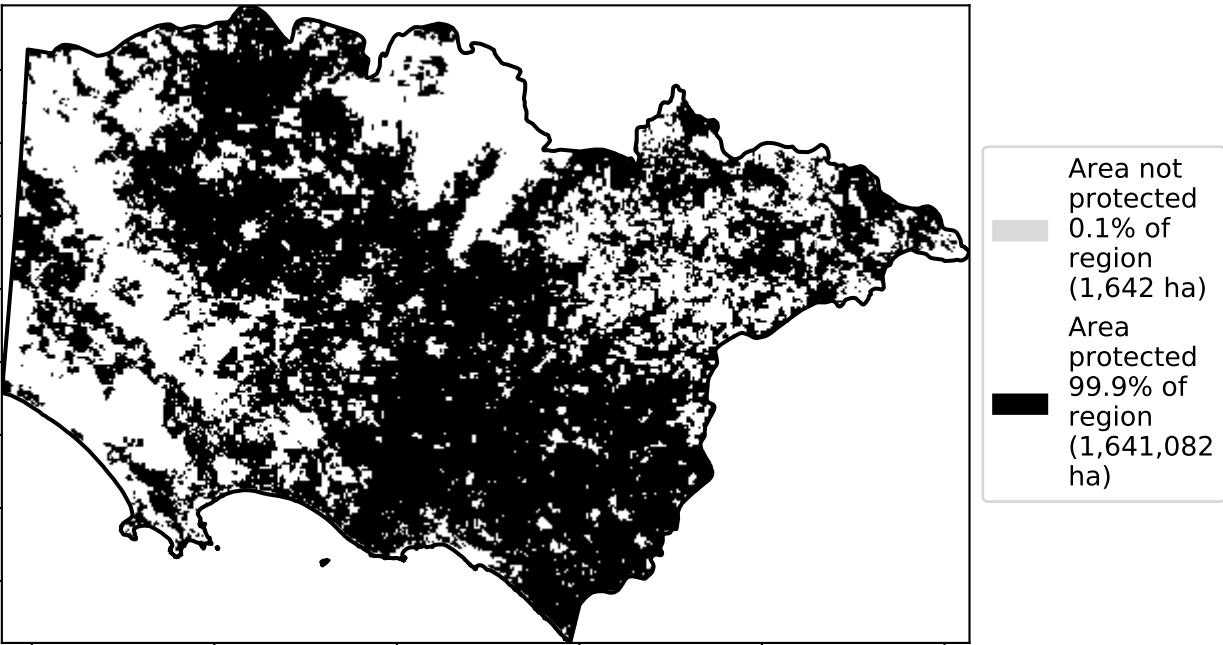 Area not
protected
0.1% of
region
(1,642 ha)
Area
protected
99.9% of
region
(1,641,082
ha)